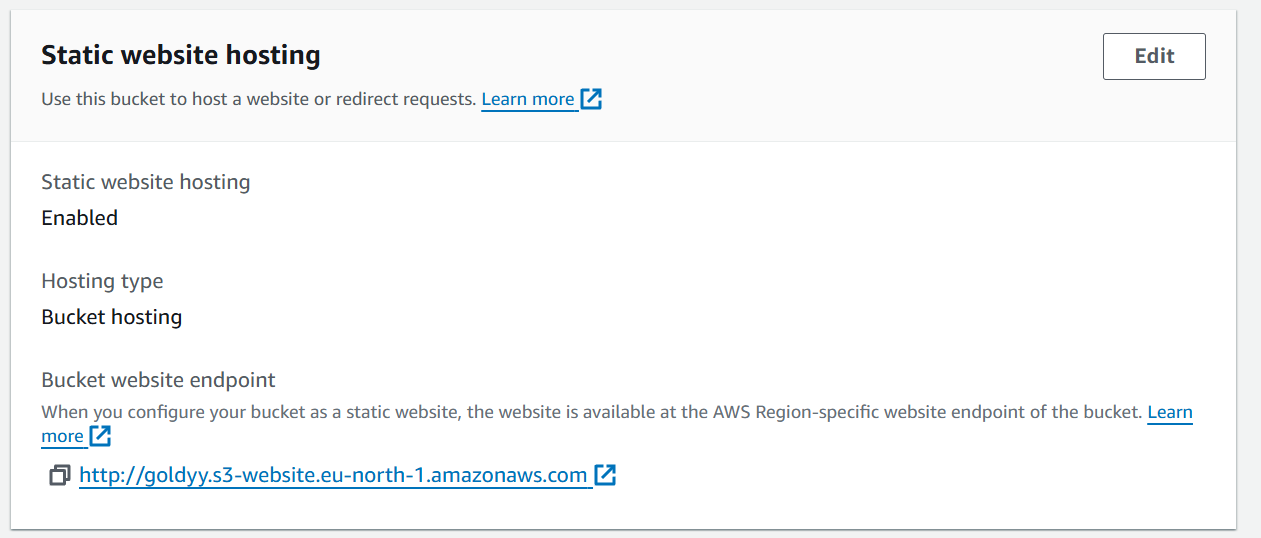 Static website hosting
Edit
Use this bucket to host a website or redirect requests. Learn more
Static website hosting
Enabled
Hosting type
Bucket hosting
Bucket website endpoint
When you configure your bucket as a static website, the website is available at the AWS Region-specific website endpoint of the bucket. Learn
more
http://goldyy.s3-website.eu-north-1.amazonaws.com